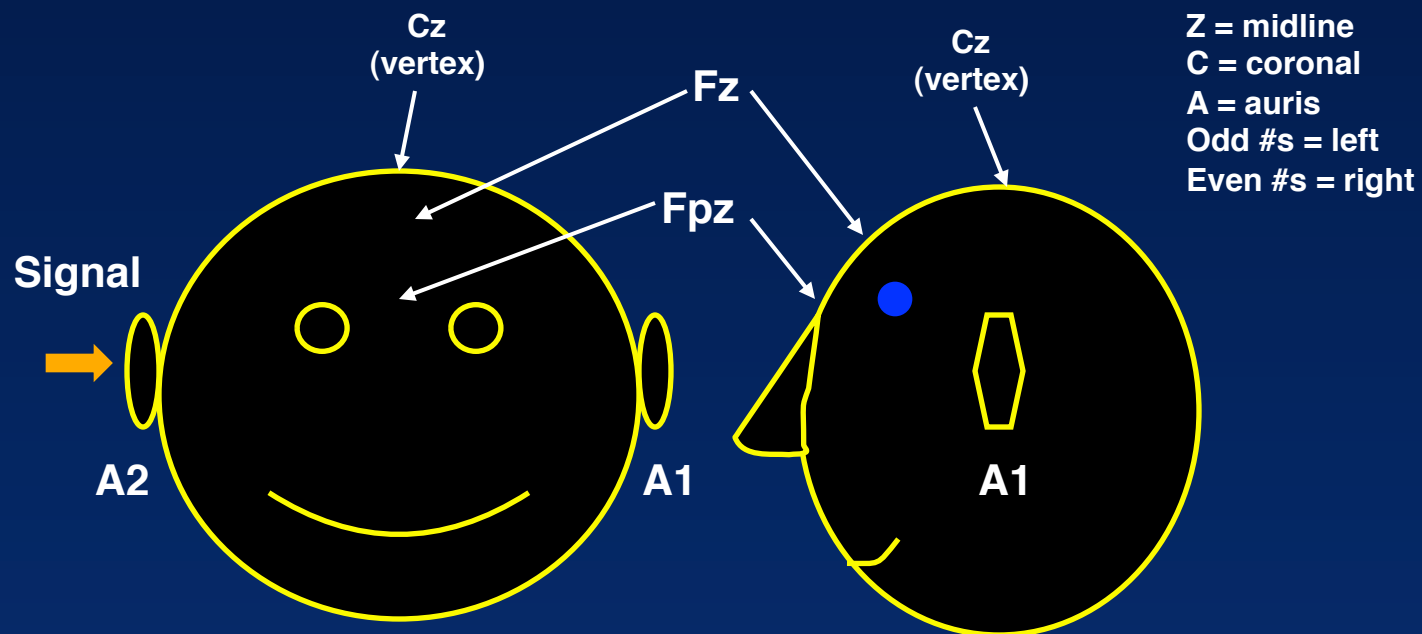 Cz
(vertex)
Fz
Cz
(vertex)
Z = midline
C = coronal
A = auris
Odd #s = left
Even #s = right
Fpz
Signal
A2
A1
A1